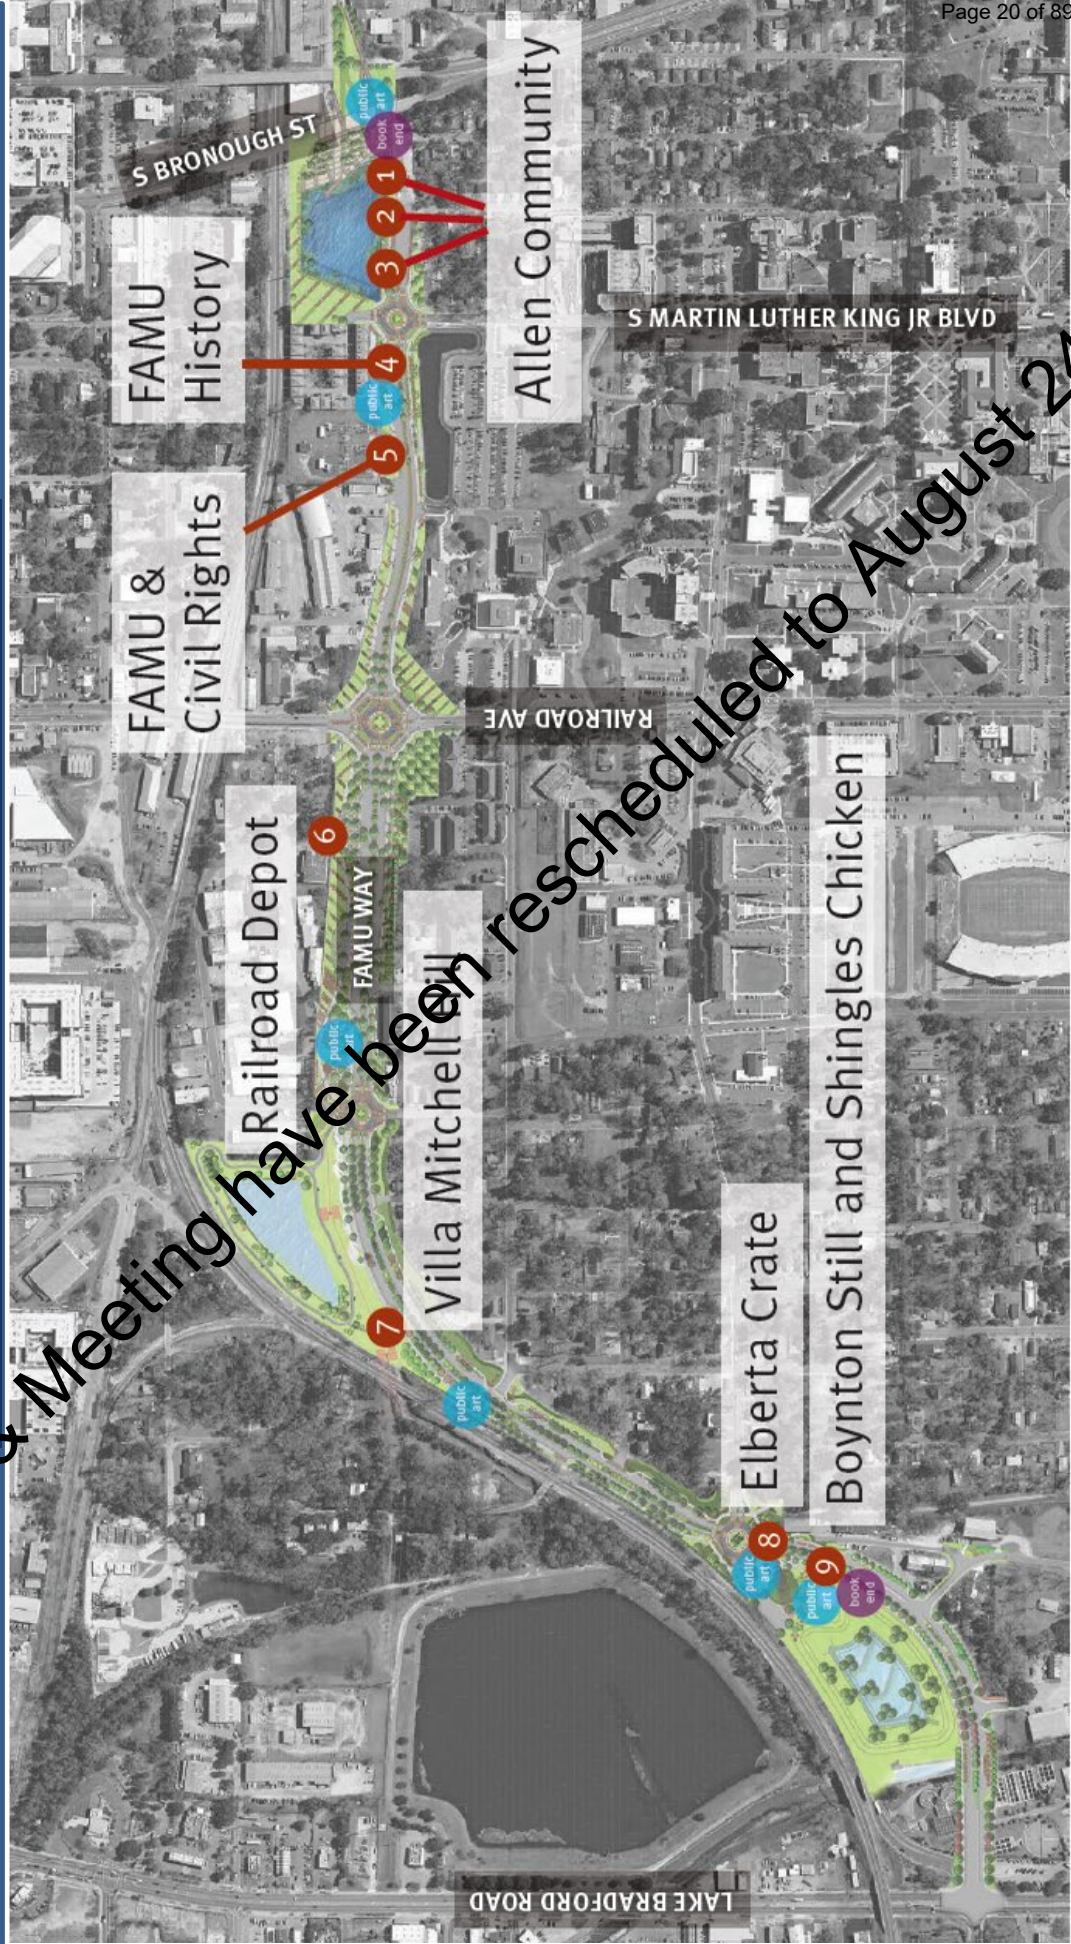 Page 20 of 89
& Meeting have been rescheduled to August 24
S BRONOUGH ST
public
art
book
end
1
2
3
Allen Community
FAMU
History
4
public
art
S MARTIN LUTHER KING JR BLVD
FAMU &
Civil Rights
5
RAILROAD AVE
Railroad Depot
6
FAMU WAY
public
art
Villa Mitchell Hill
7
public
art
Elberta Crate
8
public
art
Boynton Still and Shingles Chicken
9
public
art
book
end
LAKE BRADFORD ROAD